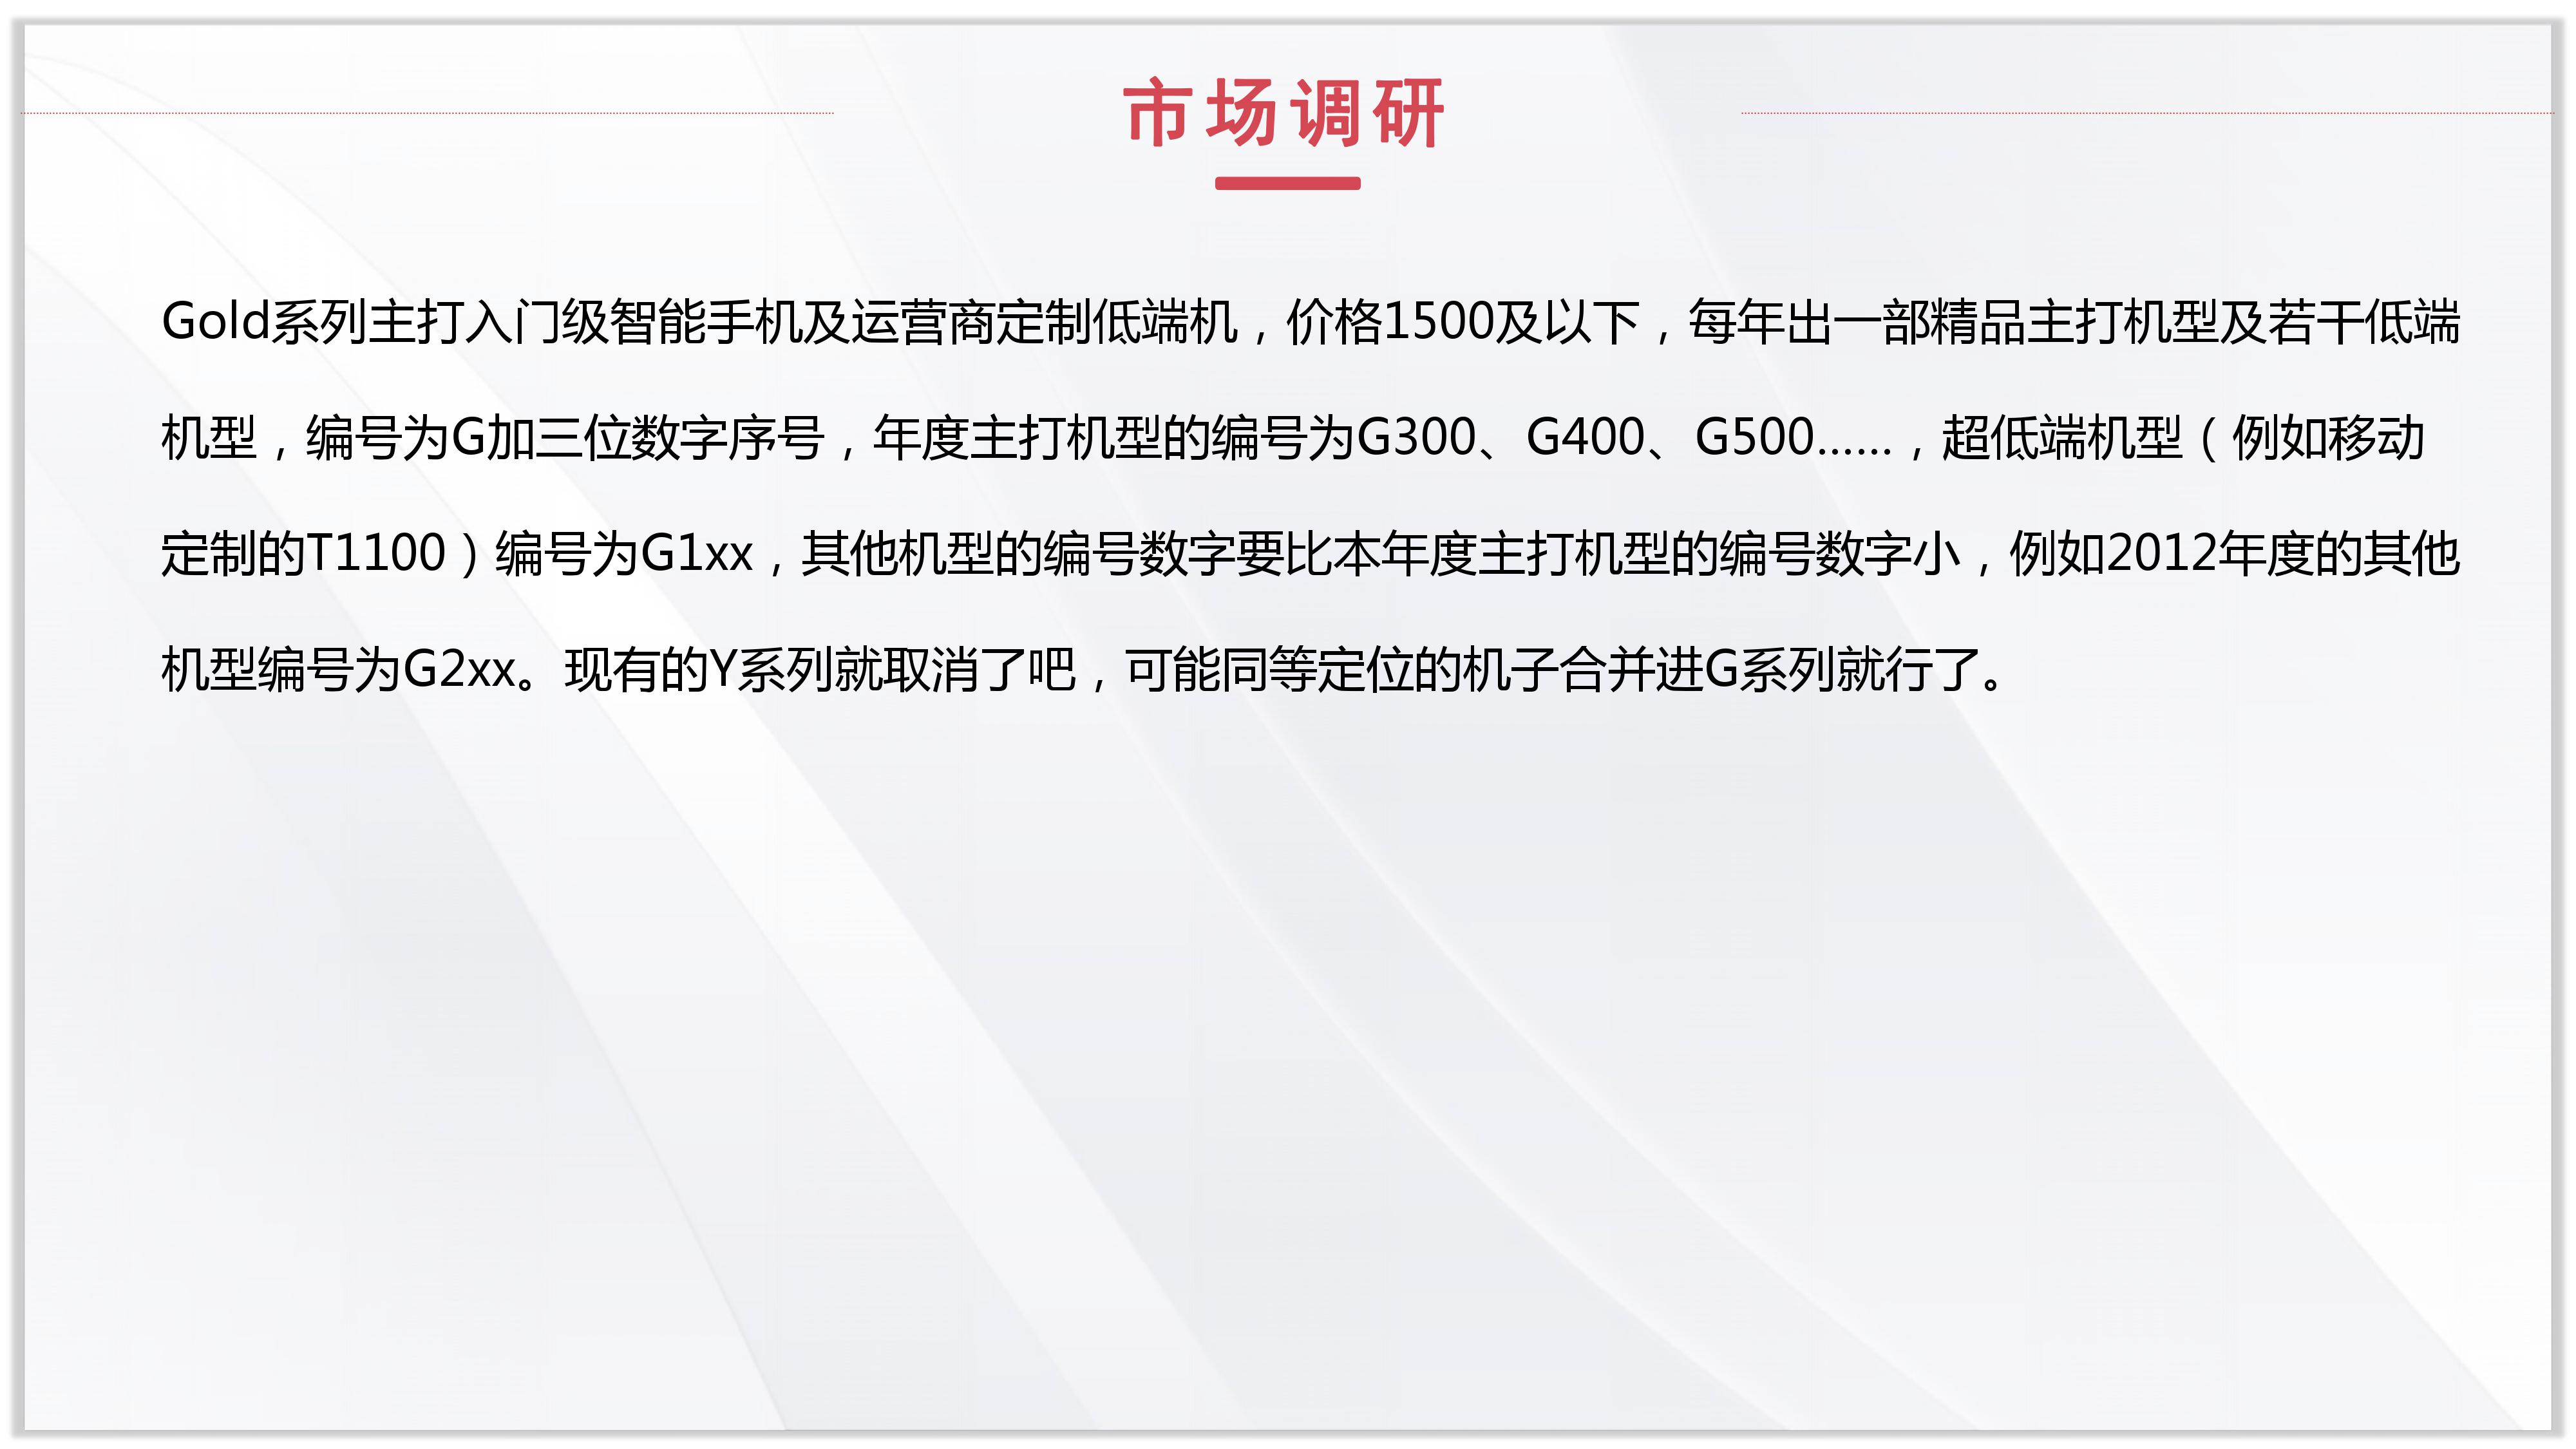 市场调研
Gold系列主打入门级智能手机及运营商定制低端机，价格1500及以下，每年出一部精品主打机型及若干低端
机型，编号为G加三位数字序号，年度主打机型的编号为G300、G400、G500……，超低端机型（例如移动
定制的T1100）编号为G1xx，其他机型的编号数字要比本年度主打机型的编号数字小，例如2012年度的其他
机型编号为G2xx。现有的Y系列就取消了吧，可能同等定位的机子合并进G系列就行了。